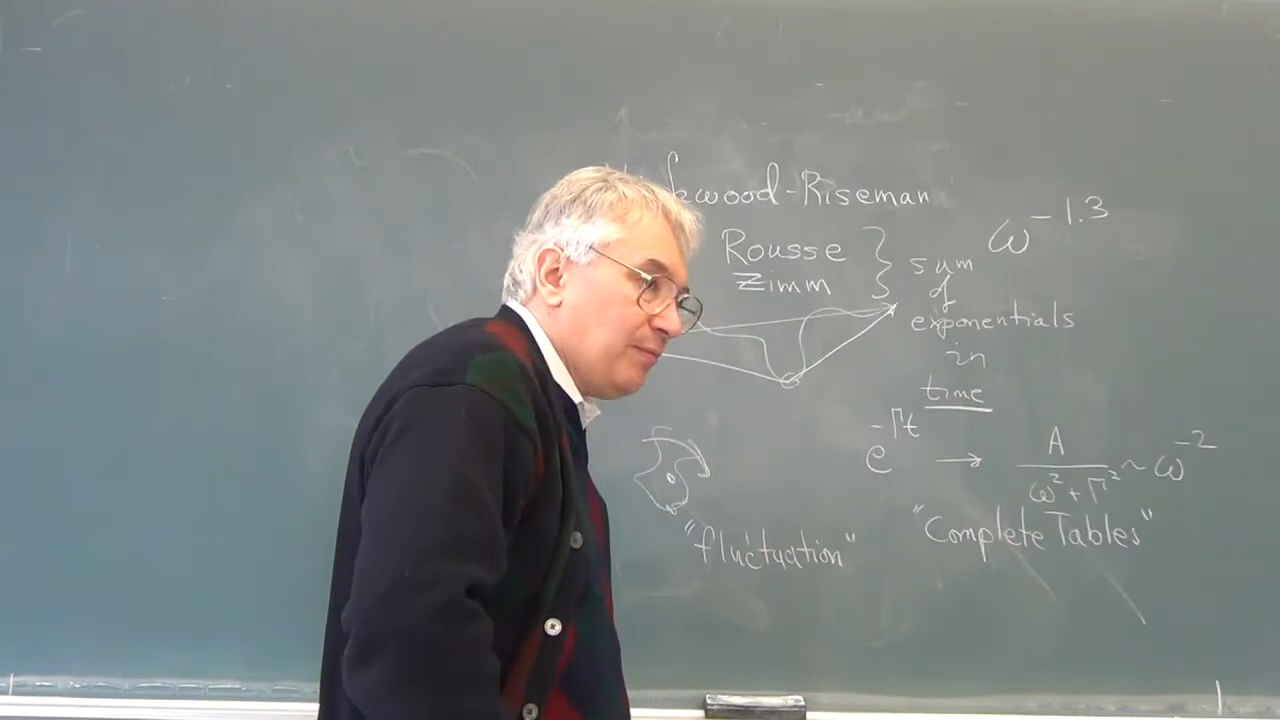 kwood-Riseman
Rousse
Zimm
sum
of
exponentials
in
time
ω^-1.3
e^-Γt → A/(ω²+Γ²) ~ ω^-2
"fluctuation"
"Complete Tables"